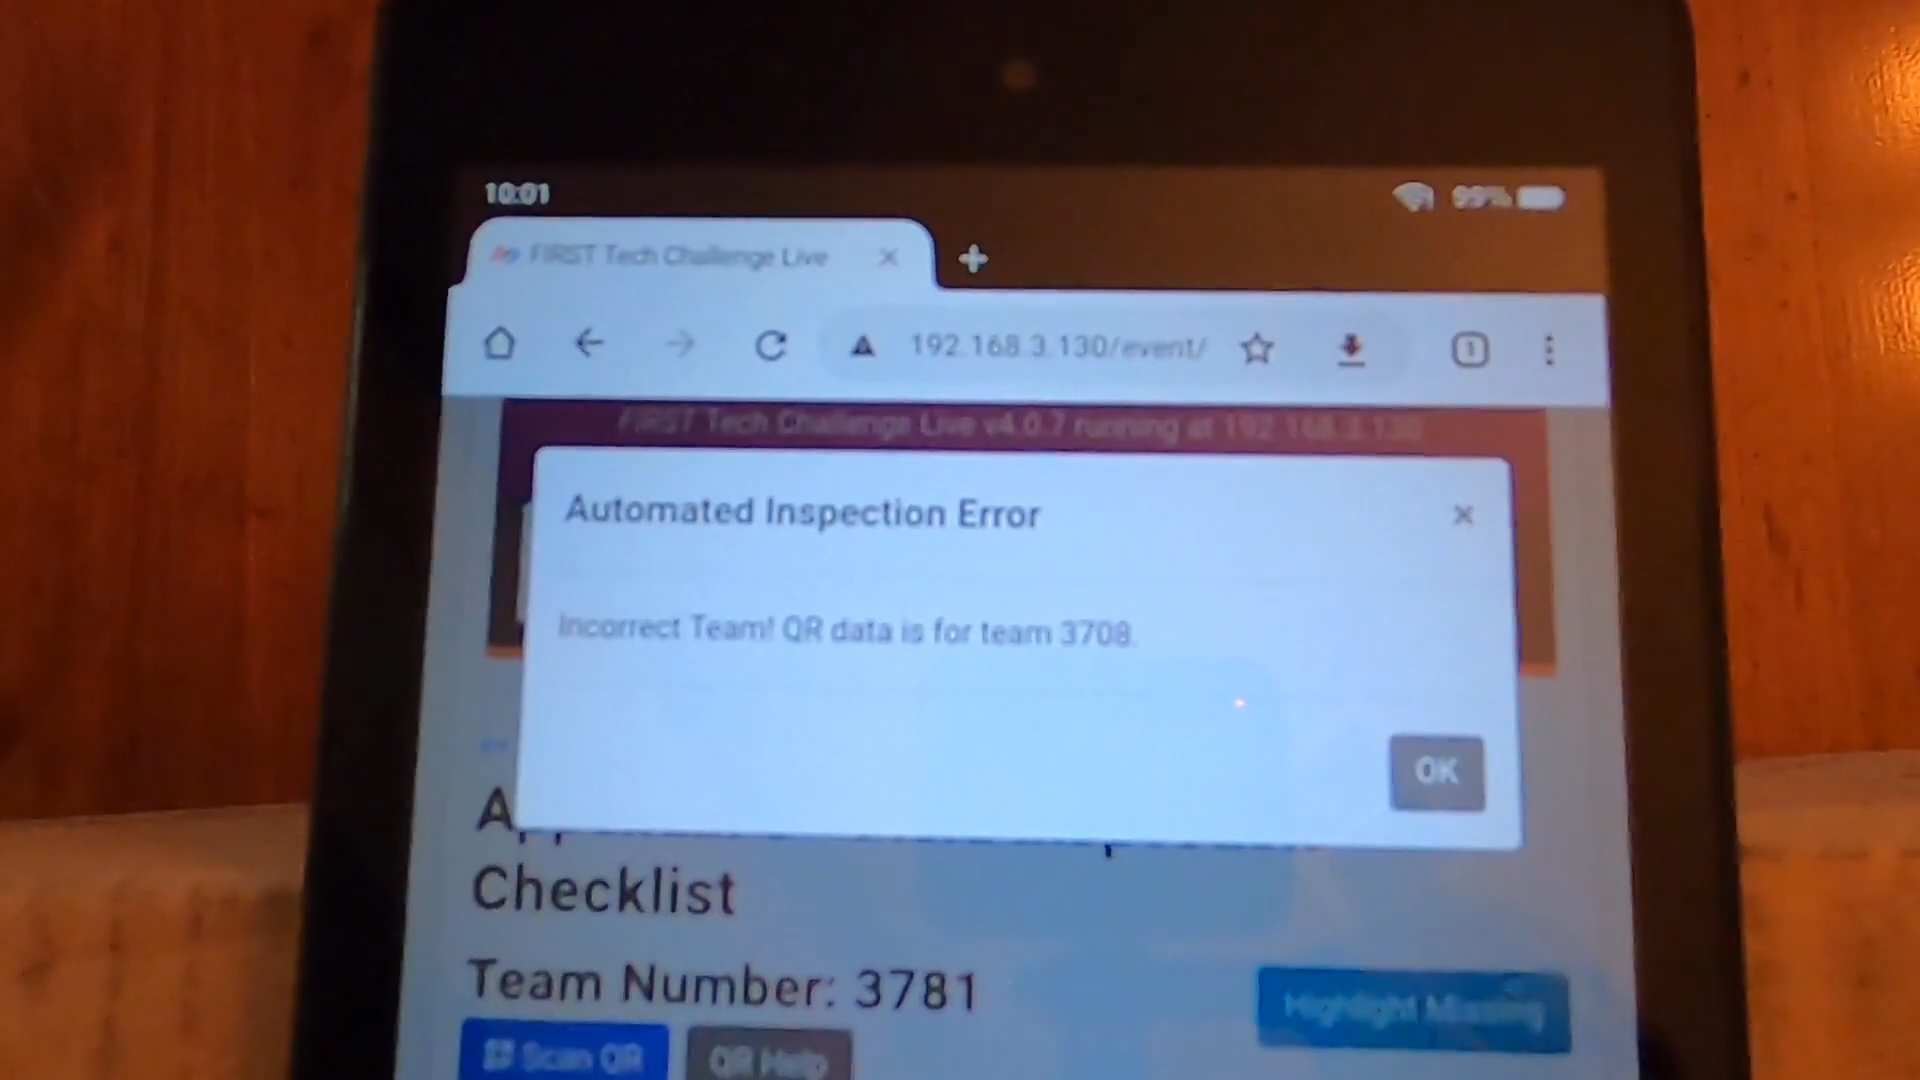 10:01
99%
FIRST Tech Challenge Live
192.168.3.130/event/
1
FIRST Tech Challenge Live v4.0.7 running at 192.168.3.130
Automated Inspection Error
Incorrect Team! QR data is for team 3708.
OK
Checklist
Team Number: 3781
Highlight Missing
Scan QR
QR Help